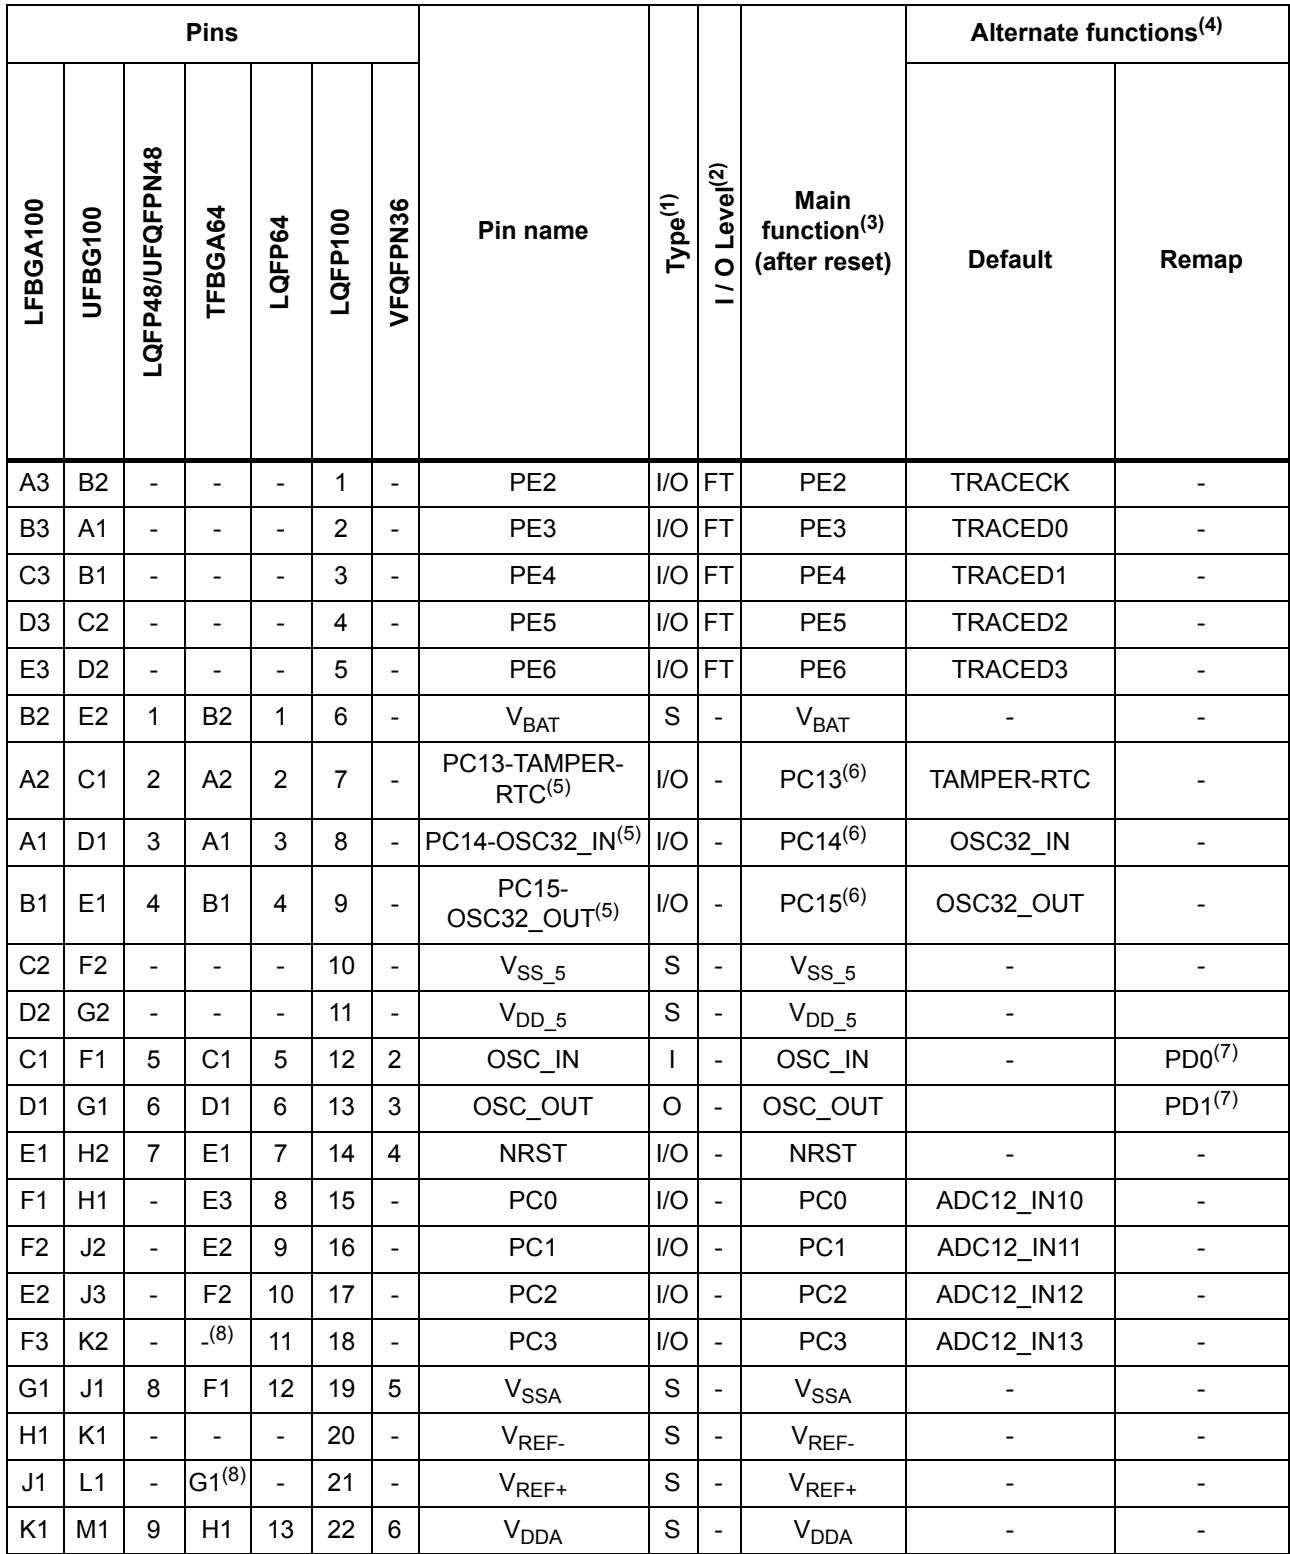 Pins Alternate functions(4)
LFBGA100 UFBG100 LQFP48/UFQFPN48 TFBGA64 LQFP64 LQFP100 VFQFPN36 Pin name Type(1) I / O Level(2) Main function(3) (after reset) Default Remap
A3 B2 - - - 1 - PE2 I/O FT PE2 TRACECK -
B3 A1 - - - 2 - PE3 I/O FT PE3 TRACED0 -
C3 B1 - - - 3 - PE4 I/O FT PE4 TRACED1 -
D3 C2 - - - 4 - PE5 I/O FT PE5 TRACED2 -
E3 D2 - - - 5 - PE6 I/O FT PE6 TRACED3 -
B2 E2 1 B2 1 6 - VBAT S - VBAT - -
A2 C1 2 A2 2 7 - PC13-TAMPER-RTC(5) I/O - PC13(6) TAMPER-RTC -
A1 D1 3 A1 3 8 - PC14-OSC32_IN(5) I/O - PC14(6) OSC32_IN -
B1 E1 4 B1 4 9 - PC15-OSC32_OUT(5) I/O - PC15(6) OSC32_OUT -
C2 F2 - - - 10 - VSS_5 S - VSS_5 - -
D2 G2 - - - 11 - VDD_5 S - VDD_5 -
C1 F1 5 C1 5 12 2 OSC_IN I - OSC_IN - PD0(7)
D1 G1 6 D1 6 13 3 OSC_OUT O - OSC_OUT PD1(7)
E1 H2 7 E1 7 14 4 NRST I/O - NRST - -
F1 H1 - E3 8 15 - PC0 I/O - PC0 ADC12_IN10 -
F2 J2 - E2 9 16 - PC1 I/O - PC1 ADC12_IN11 -
E2 J3 - F2 10 17 - PC2 I/O - PC2 ADC12_IN12 -
F3 K2 - -(8) 11 18 - PC3 I/O - PC3 ADC12_IN13 -
G1 J1 8 F1 12 19 5 VSSA S - VSSA - -
H1 K1 - - - 20 - VREF- S - VREF- - -
J1 L1 - G1(8) - 21 - VREF+ S - VREF+ - -
K1 M1 9 H1 13 22 6 VDDA S - VDDA - -